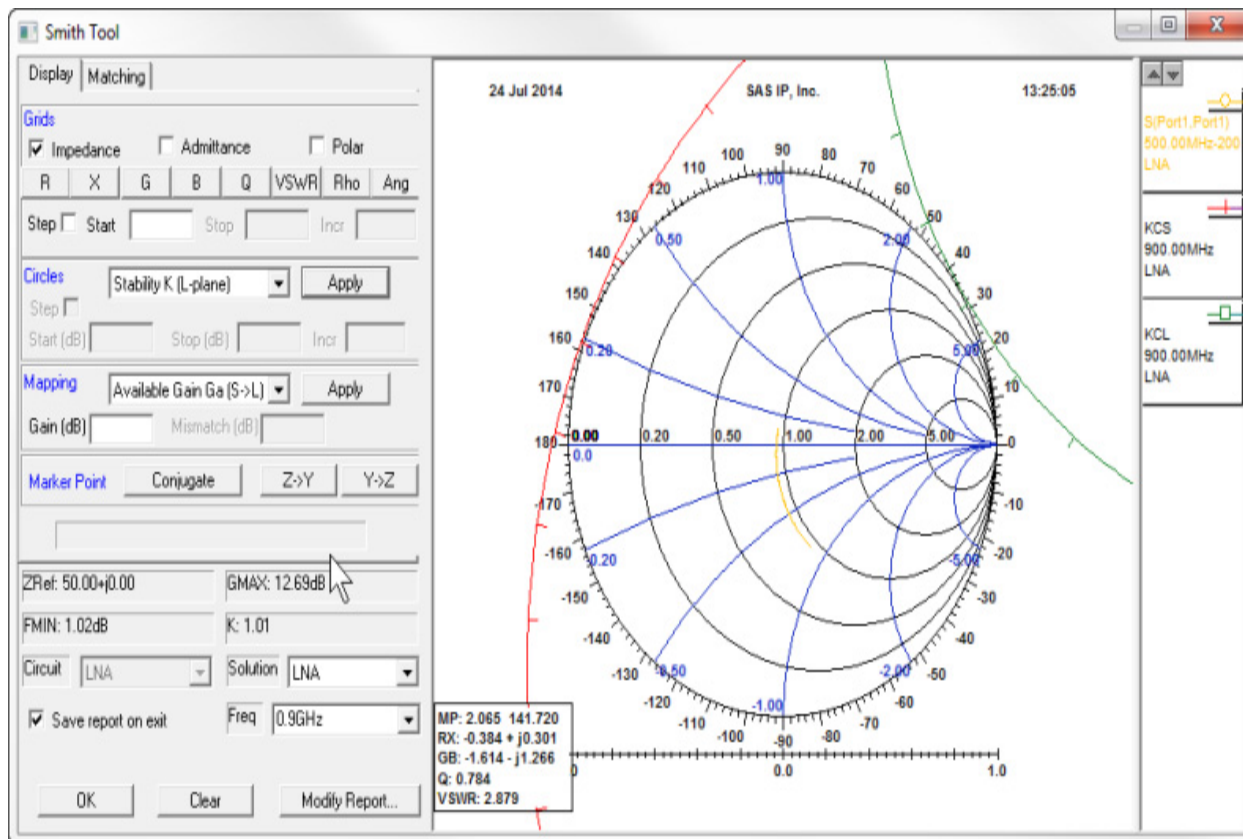 Smith Tool
Display Matching
Grids
Impedance Admittance Polar
R X G B Q VSWR Rho Ang
Step Start Stop Incr
Circles Stability K (L-plane) Apply
Step
Start (dB) Stop (dB) Incr
Mapping Available Gain Ga (S->L) Apply
Gain (dB) Mismatch (dB)
Marker Point Conjugate Z->Y Y->Z
ZRef: 50.00+j0.00 GMAX: 12.69dB
FMIN: 1.02dB K: 1.01
Circuit LNA Solution LNA
Save report on exit Freq 0.9GHz
OK Clear Modify Report...
24 Jul 2014 SAS IP, Inc. 13:25:05
90
100 80
110 70
120 1.00 60
130 50
140 0.50 2.00 40
150 30
160 0.20 5.00 20
170 10
180 0.00 0.20 0.50 1.00 2.00 5.00 0
0.0
-170 -10
-160 -0.20 -5.00 -20
-150 -30
-140 -40
-130 -0.50 -2.00 -50
-120 -1.00 -60
-110 -70
-100 -80
-90
0 0.0 1.0
MP: 2.065 141.720
RX: -0.384 + j0.301
GB: -1.614 - j1.266
Q: 0.784
VSWR: 2.879
S(Port1,Port1)
500.00MHz-200
LNA
KCS
900.00MHz
LNA
KCL
900.00MHz
LNA